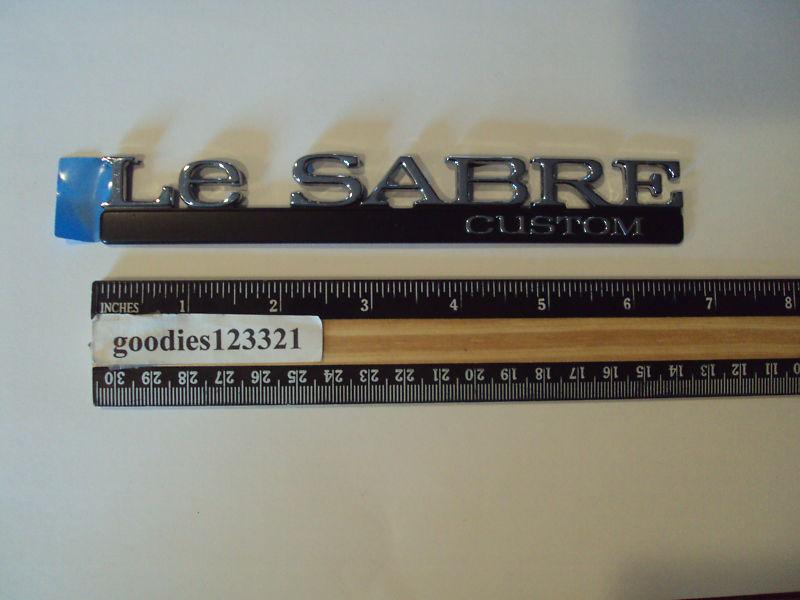 Le SABRE
CUSTOM
INCHES 1 2 3 4 5 6 7 8
goodies123321
30 29 28 27 26 25 24 23 22 21 20 19 18 17 16 15 14 13 12 11 10